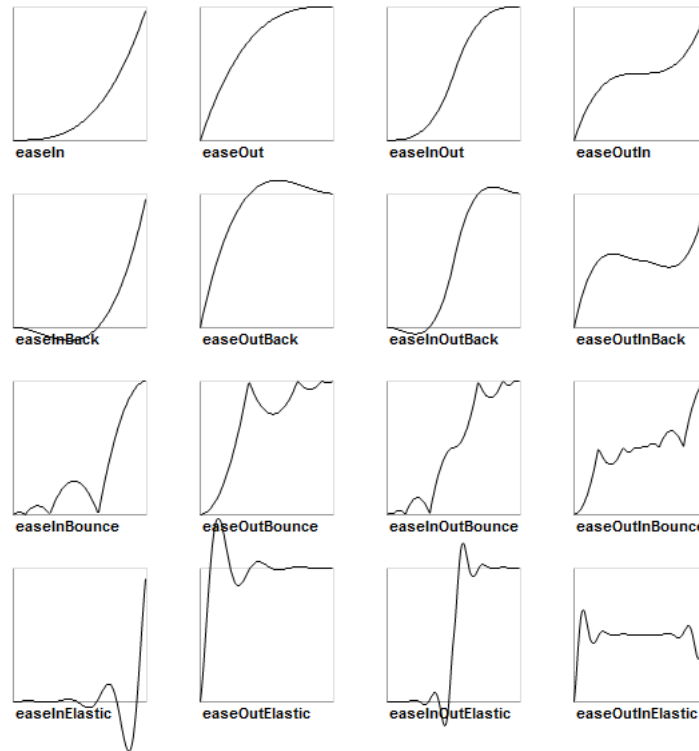 easeIn
easeOut
easeInOut
easeOutIn
easeInBack
easeOutBack
easeInOutBack
easeOutInBack
easeInBounce
easeOutBounce
easeInOutBounce
easeOutInBounce
easeInElastic
easeOutElastic
easeInOutElastic
easeOutInElastic